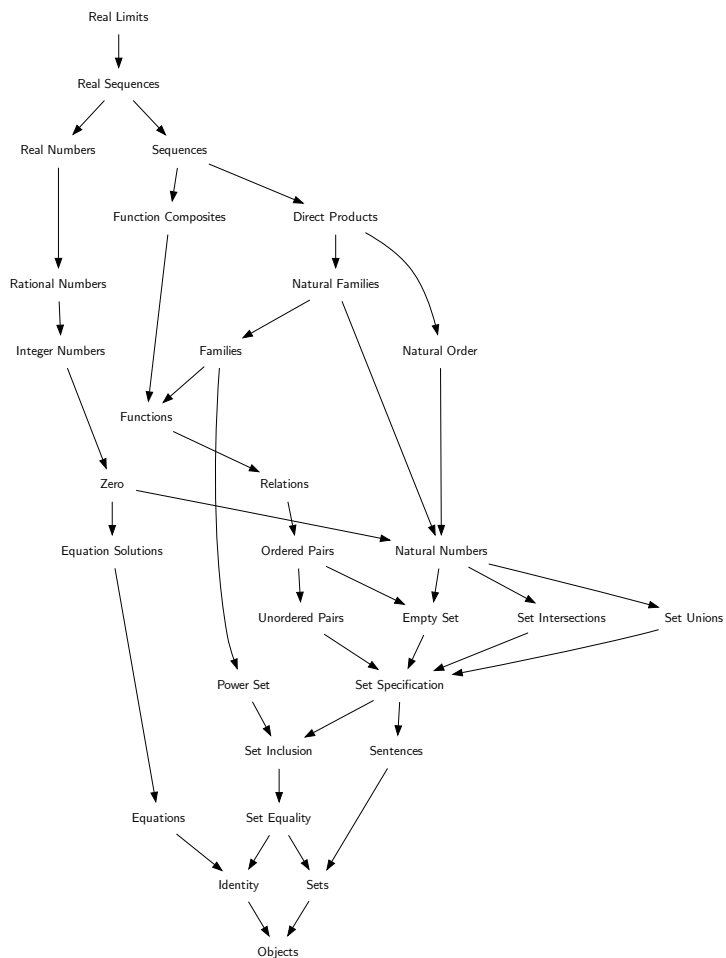 Real Limits
Real Sequences
Real Numbers
Sequences
Function Composites
Direct Products
Rational Numbers
Natural Families
Integer Numbers
Families
Natural Order
Functions
Zero
Relations
Equation Solutions
Ordered Pairs
Natural Numbers
Unordered Pairs
Empty Set
Set Intersections
Set Unions
Power Set
Set Specification
Set Inclusion
Sentences
Equations
Set Equality
Identity
Sets
Objects